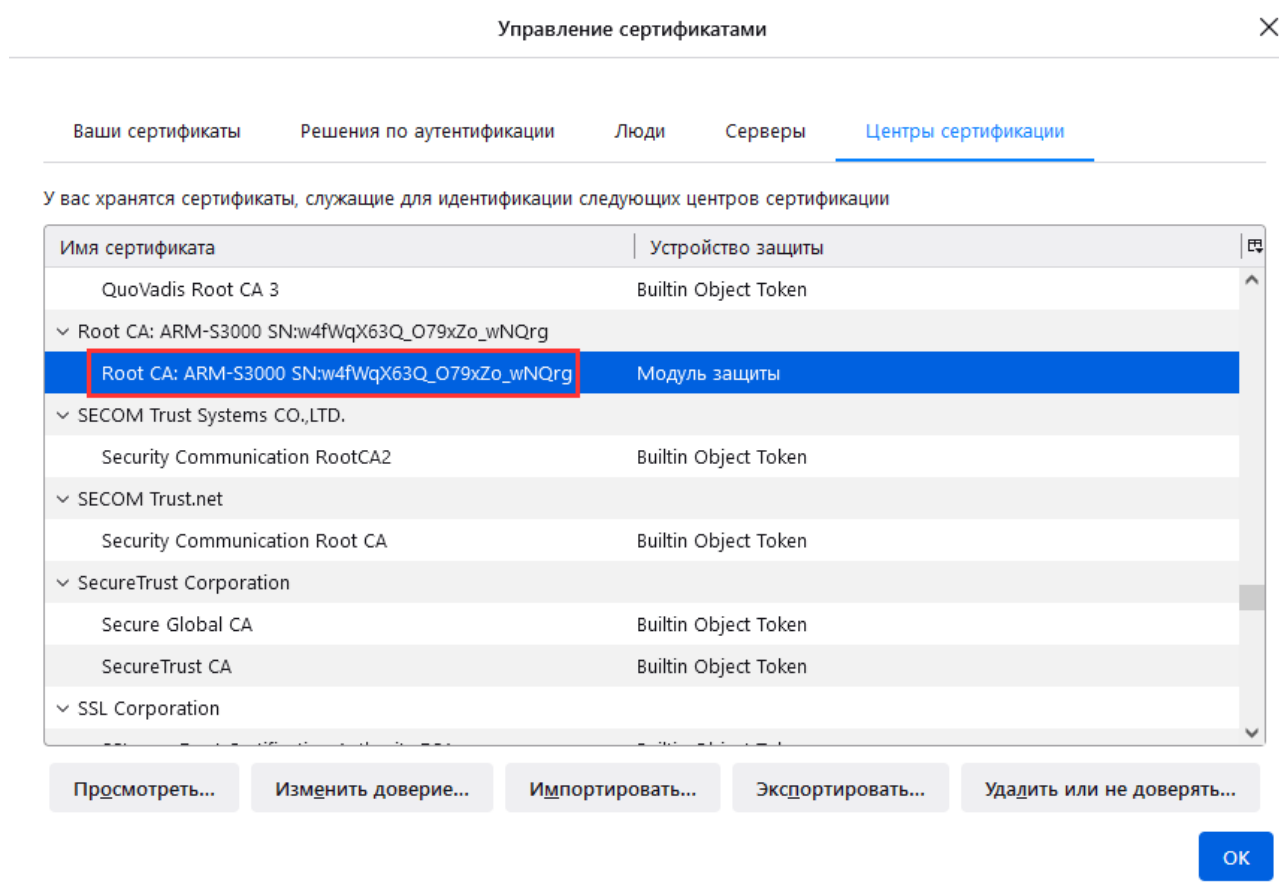 Управление сертификатами
Ваши сертификаты Решения по аутентификации Люди Серверы Центры сертификации
У вас хранятся сертификаты, служащие для идентификации следующих центров сертификации
Имя сертификата Устройство защиты
QuoVadis Root CA 3 Builtin Object Token
Root CA: ARM-S3000 SN:w4fWqX63Q_O79xZo_wNQrg
Root CA: ARM-S3000 SN:w4fWqX63Q_O79xZo_wNQrg Модуль защиты
SECOM Trust Systems CO.,LTD.
Security Communication RootCA2 Builtin Object Token
SECOM Trust.net
Security Communication Root CA Builtin Object Token
SecureTrust Corporation
Secure Global CA Builtin Object Token
SecureTrust CA Builtin Object Token
SSL Corporation
Просмотреть... Изменить доверие... Импортировать... Экспортировать... Удалить или не доверять...
ОК